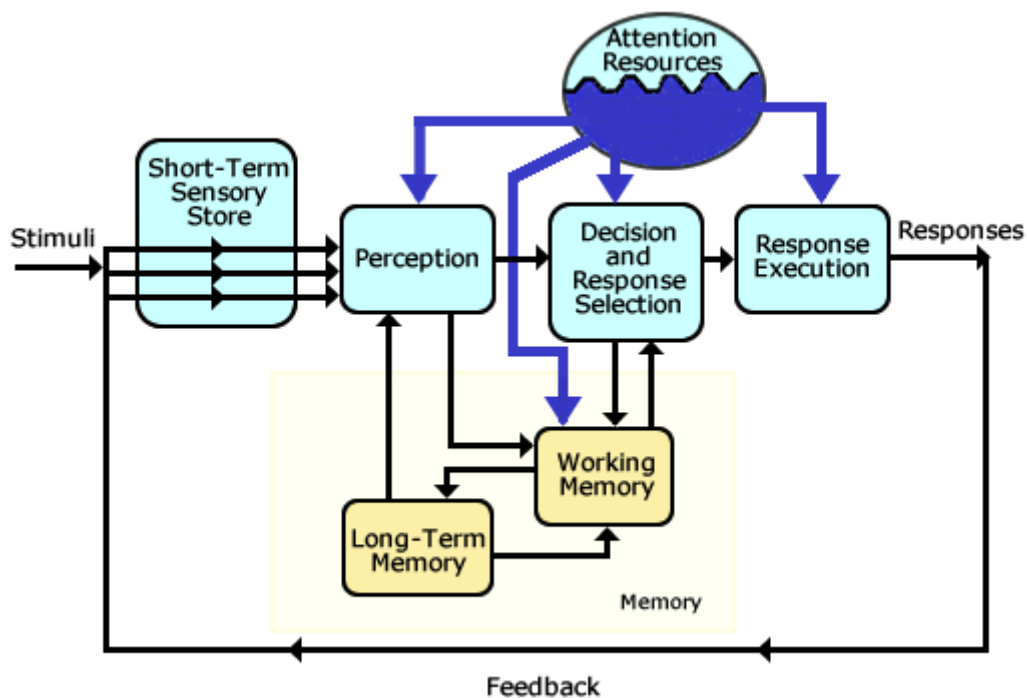 Attention
Resources
Short-Term
Sensory
Store
Stimuli
Perception
Decision
and
Response
Selection
Response
Execution
Responses
Working
Memory
Long-Term
Memory
Memory
Feedback